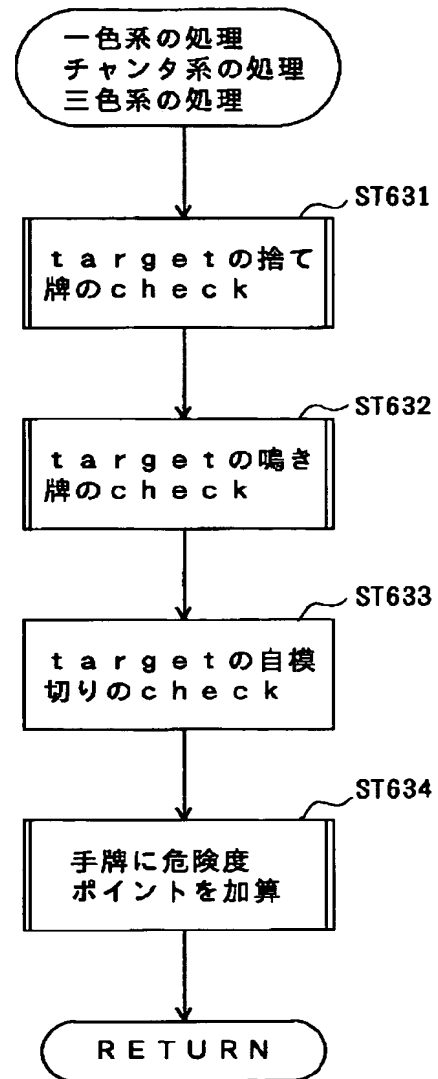 一色系の処理
チャンタ系の処理
三色系の処理
ST631
ｔａｒｇｅｔの捨て
牌のｃｈｅｃｋ
ST632
ｔａｒｇｅｔの鳴き
牌のｃｈｅｃｋ
ST633
ｔａｒｇｅｔの自模
切りのｃｈｅｃｋ
ST634
手牌に危険度
ポイントを加算
ＲＥＴＵＲＮ